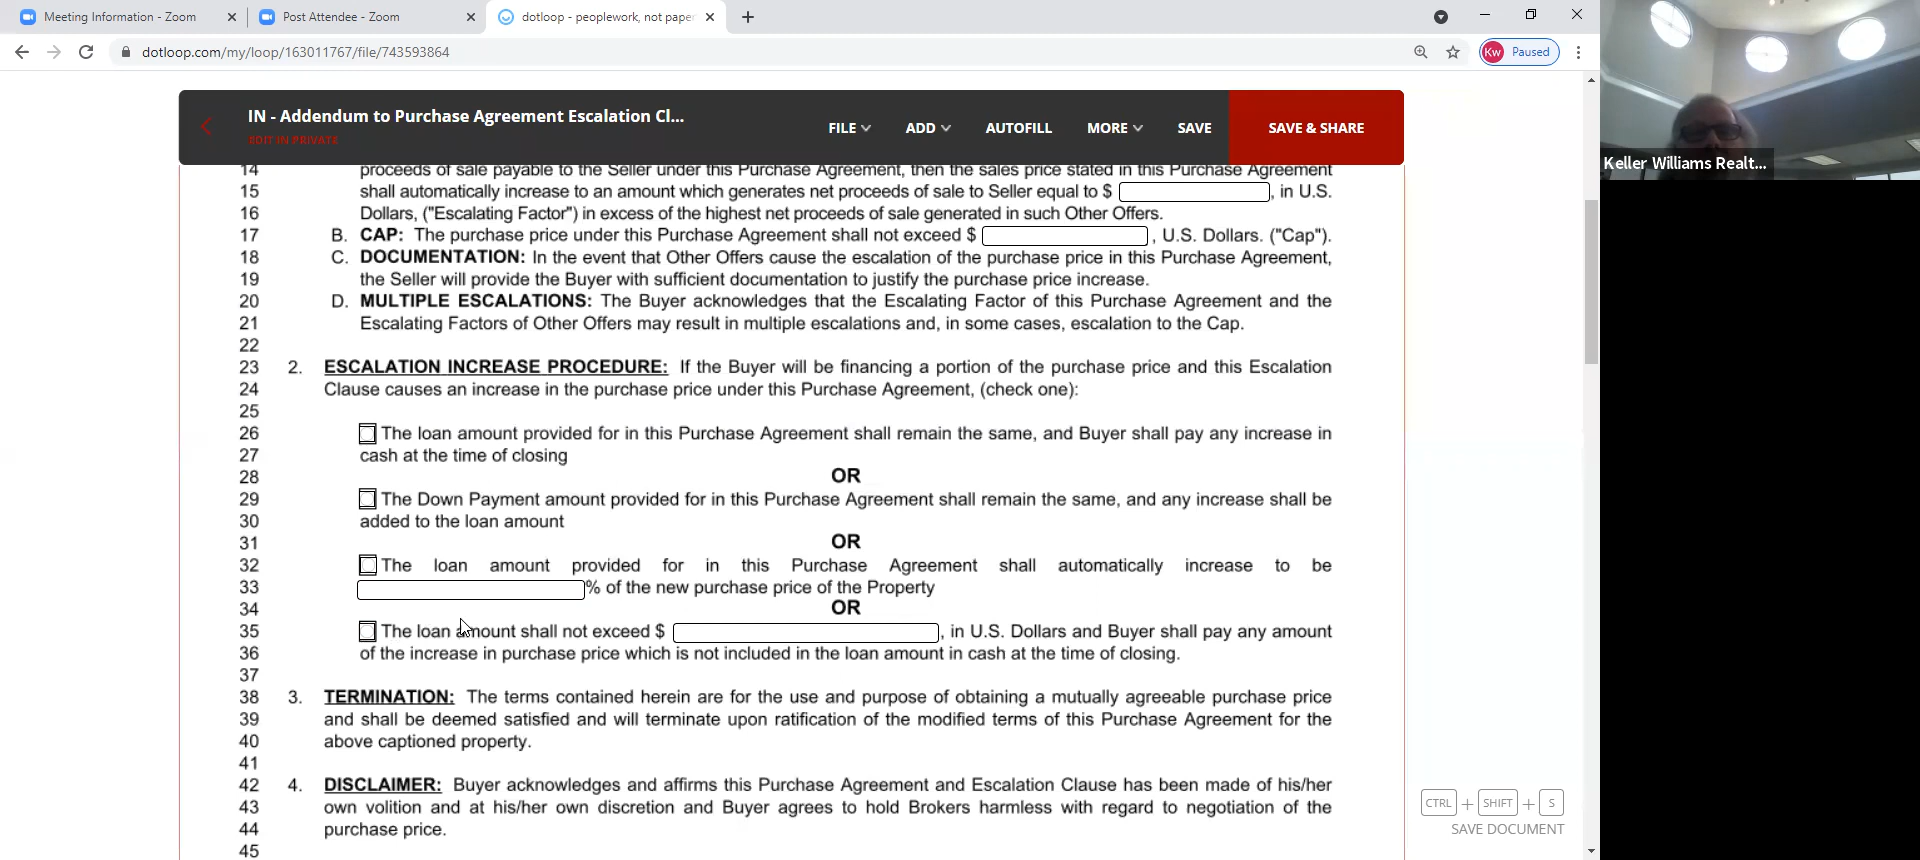 Meeting Information - Zoom
Post Attendee - Zoom
dotloop - peoplework, not paper
dotloop.com/my/loop/163011767/file/743593864
Kw Paused
IN - Addendum to Purchase Agreement Escalation Cl...
EDIT IN PRIVATE
FILE ADD AUTOFILL MORE SAVE SAVE & SHARE
Keller Williams Realt...
14 proceeds of sale payable to the Seller under this Purchase Agreement, then the sales price stated in this Purchase Agreement
15 shall automatically increase to an amount which generates net proceeds of sale to Seller equal to $ , in U.S.
16 Dollars, ("Escalating Factor") in excess of the highest net proceeds of sale generated in such Other Offers.
17 B. CAP: The purchase price under this Purchase Agreement shall not exceed $ , U.S. Dollars. ("Cap").
18 C. DOCUMENTATION: In the event that Other Offers cause the escalation of the purchase price in this Purchase Agreement,
19 the Seller will provide the Buyer with sufficient documentation to justify the purchase price increase.
20 D. MULTIPLE ESCALATIONS: The Buyer acknowledges that the Escalating Factor of this Purchase Agreement and the
21 Escalating Factors of Other Offers may result in multiple escalations and, in some cases, escalation to the Cap.
22
23 2. ESCALATION INCREASE PROCEDURE: If the Buyer will be financing a portion of the purchase price and this Escalation
24 Clause causes an increase in the purchase price under this Purchase Agreement, (check one):
25
26 The loan amount provided for in this Purchase Agreement shall remain the same, and Buyer shall pay any increase in
27 cash at the time of closing
28 OR
29 The Down Payment amount provided for in this Purchase Agreement shall remain the same, and any increase shall be
30 added to the loan amount
31 OR
32 The loan amount provided for in this Purchase Agreement shall automatically increase to be
33 % of the new purchase price of the Property
34 OR
35 The loan amount shall not exceed $ , in U.S. Dollars and Buyer shall pay any amount
36 of the increase in purchase price which is not included in the loan amount in cash at the time of closing.
37
38 3. TERMINATION: The terms contained herein are for the use and purpose of obtaining a mutually agreeable purchase price
39 and shall be deemed satisfied and will terminate upon ratification of the modified terms of this Purchase Agreement for the
40 above captioned property.
41
42 4. DISCLAIMER: Buyer acknowledges and affirms this Purchase Agreement and Escalation Clause has been made of his/her
43 own volition and at his/her own discretion and Buyer agrees to hold Brokers harmless with regard to negotiation of the
44 purchase price.
45
CTRL + SHIFT + S
SAVE DOCUMENT